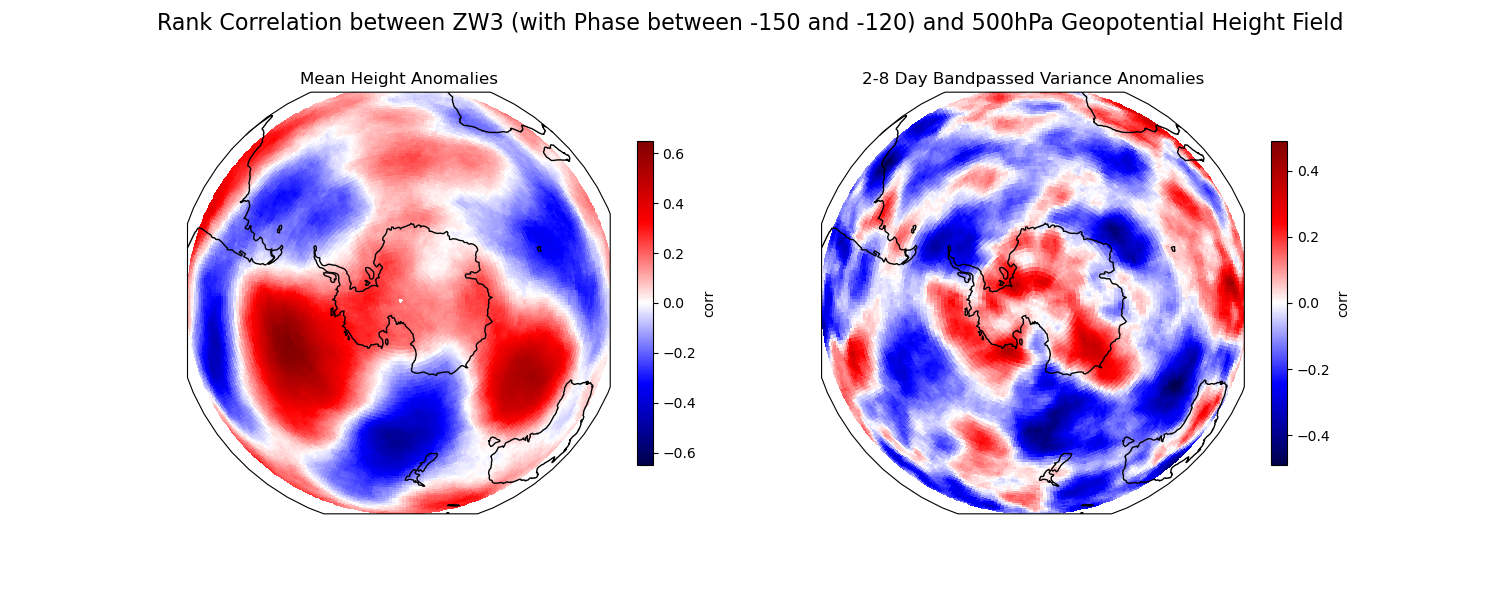 Rank Correlation between ZW3 (with Phase between -150 and -120) and 500hPa Geopotential Height Field
Mean Height Anomalies
0.6
0.4
0.2
0.0
−0.2
−0.4
−0.6
corr
2-8 Day Bandpassed Variance Anomalies
0.4
0.2
0.0
−0.2
−0.4
corr